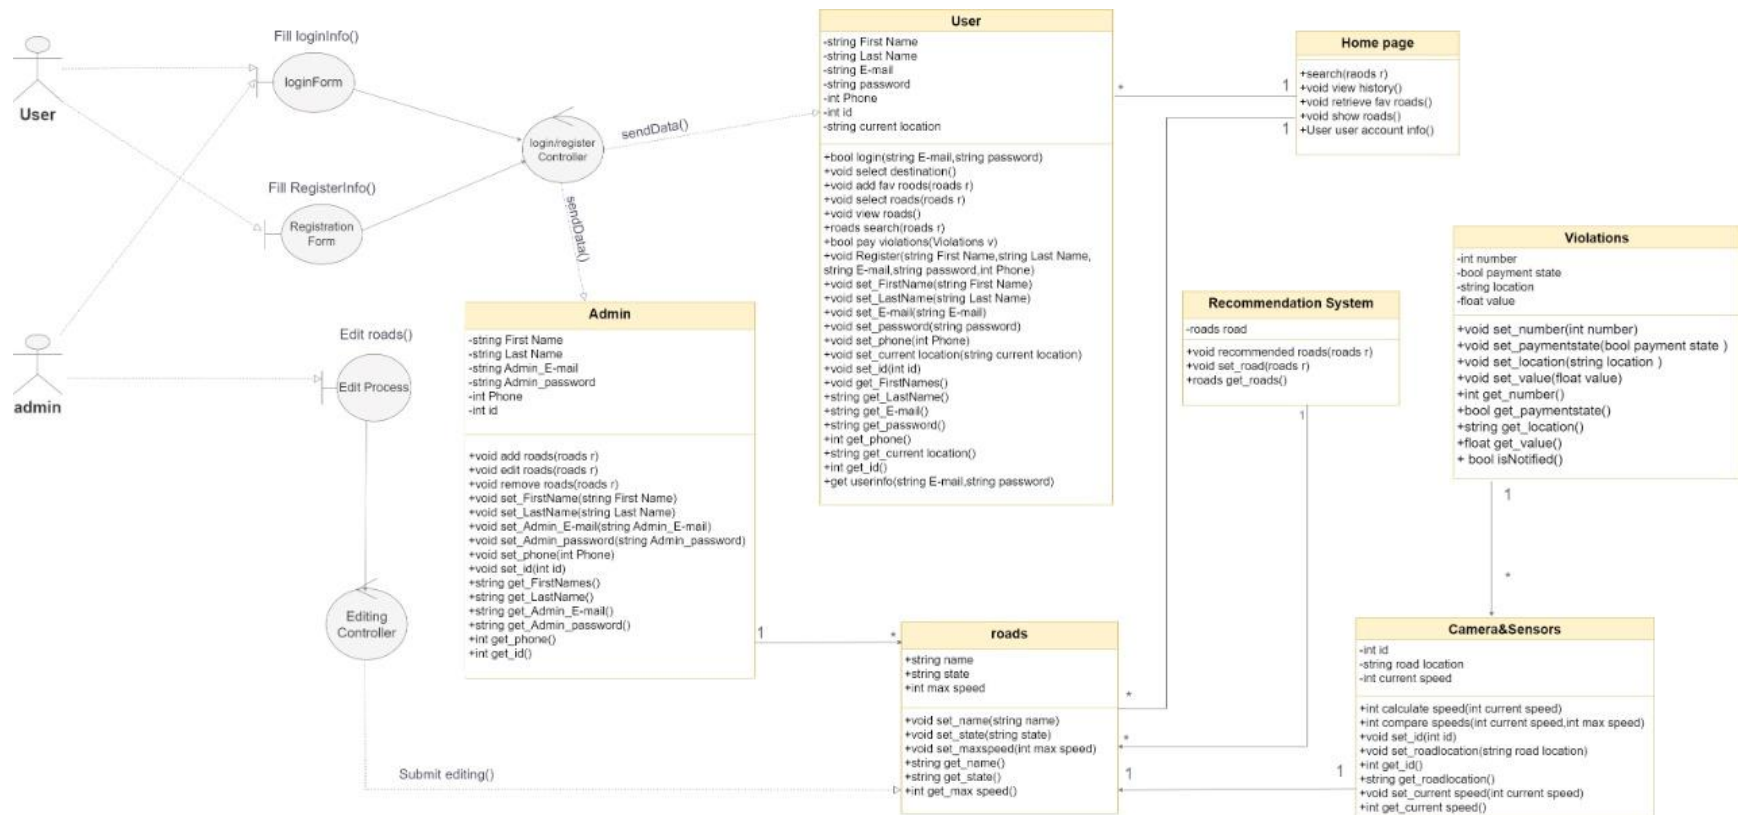 Fill loginInfo()
loginForm
User
Fill RegisterInfo()
Registration
Form
login/register
Controller
sendData()
sendData()
Edit roads()
Edit Process
admin
Editing
Controller
Submit editing()
User
-string First Name
-string Last Name
-string E-mail
-string password
-int Phone
-int id
-string current location
+bool login(string E-mail,string password)
+void select destination()
+void add fav roods(roads r)
+void select roads(roads r)
+void view roads()
+roads search(roads r)
+bool pay violations(Violations v)
+void Register(string First Name,string Last Name,
string E-mail,string password,int Phone)
+void set_FirstName(string First Name)
+void set_LastName(string Last Name)
+void set_E-mail(string E-mail)
+void set_password(string password)
+void set_phone(int Phone)
+void set_current location(string current location)
+void set_id(int id)
+void get_FirstNames()
+string get_LastName()
+string get_E-mail()
+string get_password()
+int get_phone()
+string get_current location()
+int get_id()
+get userinfo(string E-mail,string password)
Admin
-string First Name
-string Last Name
-string Admin_E-mail
-string Admin_password
-int Phone
-int id
+void add roads(roads r)
+void edit roads(roads r)
+void remove roads(roads r)
+void set_FirstName(string First Name)
+void set_LastName(string Last Name)
+void set_Admin_E-mail(string Admin_E-mail)
+void set_Admin_password(string Admin_password)
+void set_phone(int Phone)
+void set_id(int id)
+string get_FirstNames()
+string get_LastName()
+string get_Admin_E-mail()
+string get_Admin_password()
+int get_phone()
+int get_id()
1
*
roads
+string name
+string state
+int max speed
+void set_name(string name)
+void set_state(string state)
+void set_maxspeed(int max speed)
+string get_name()
+string get_state()
+int get_max speed()
*
1
1
Home page
+search(raods r)
+void view history()
+void retrieve fav roads()
+void show roads()
+User user account info()
Recommendation System
-roads road
+void recommended roads(roads r)
+void set_road(roads r)
+roads get_roads()
1
*
*
1
1
Violations
-int number
-bool payment state
-string location
-float value
+void set_number(int number)
+void set_paymentstate(bool payment state )
+void set_location(string location )
+void set_value(float value)
+int get_number()
+bool get_paymentstate()
+string get_location()
+float get_value()
+ bool isNotified()
1
*
Camera&Sensors
-int id
-string road location
-int current speed
+int calculate speed(int current speed)
+int compare speeds(int current speed,int max speed)
+void set_id(int id)
+void set_roadlocation(string road location)
+int get_id()
+string get_roadlocation()
+void set_current speed(int current speed)
+int get_current speed()